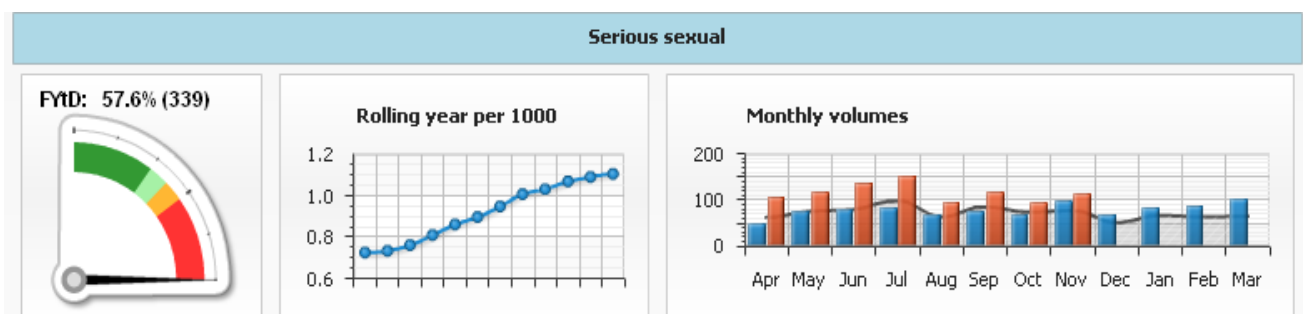 Serious sexual
FYtD: 57.6% (339)
Rolling year per 1000
1.2
1.0
0.8
0.6
Monthly volumes
200
100
0
Apr May Jun Jul Aug Sep Oct Nov Dec Jan Feb Mar